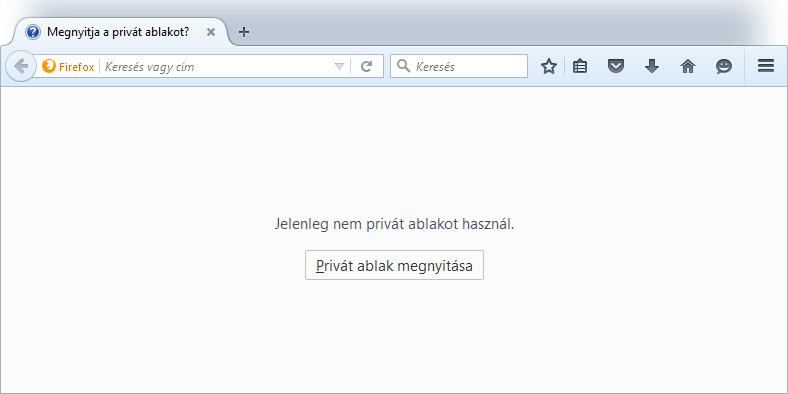 Megnyitja a privát ablakot?
Firefox
Keresés vagy cím
Keresés
Jelenleg nem privát ablakot használ.
Privát ablak megnyitása